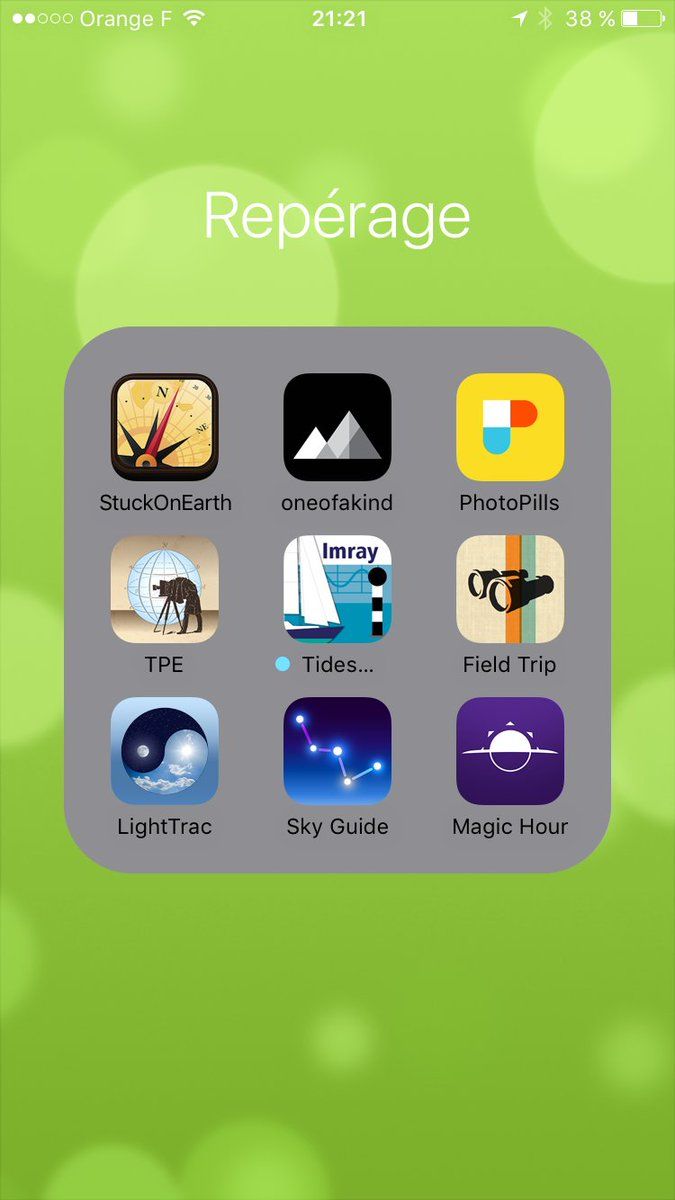 Orange F 21:21 38 %
Repérage
N
NE
StuckOnEarth oneofakind PhotoPills
Imray
TPE Tides... Field Trip
LightTrac Sky Guide Magic Hour